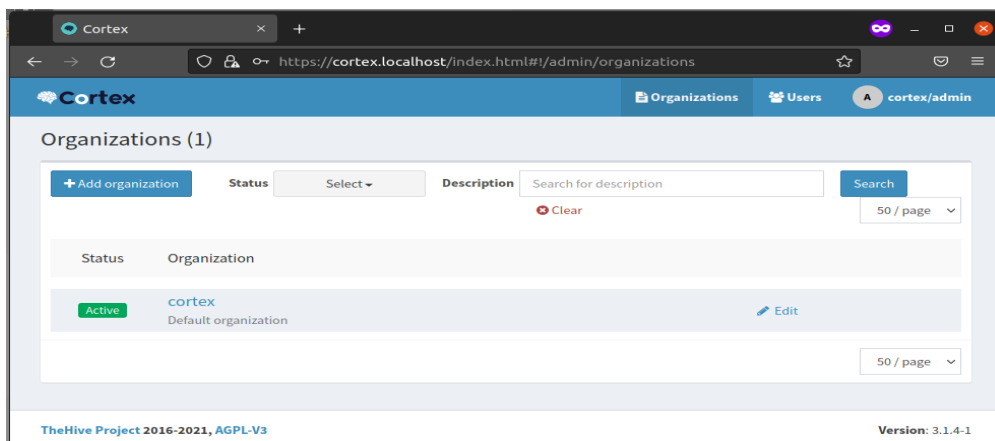 Cortex
https://cortex.localhost/index.html#!/admin/organizations
Cortex Organizations Users A cortex/admin
Organizations (1)
Add organization Status Select Description Search for description Search
Clear 50 / page
Status Organization
Active cortex Edit
Default organization
50 / page
TheHive Project 2016-2021, AGPL-V3 Version: 3.1.4-1